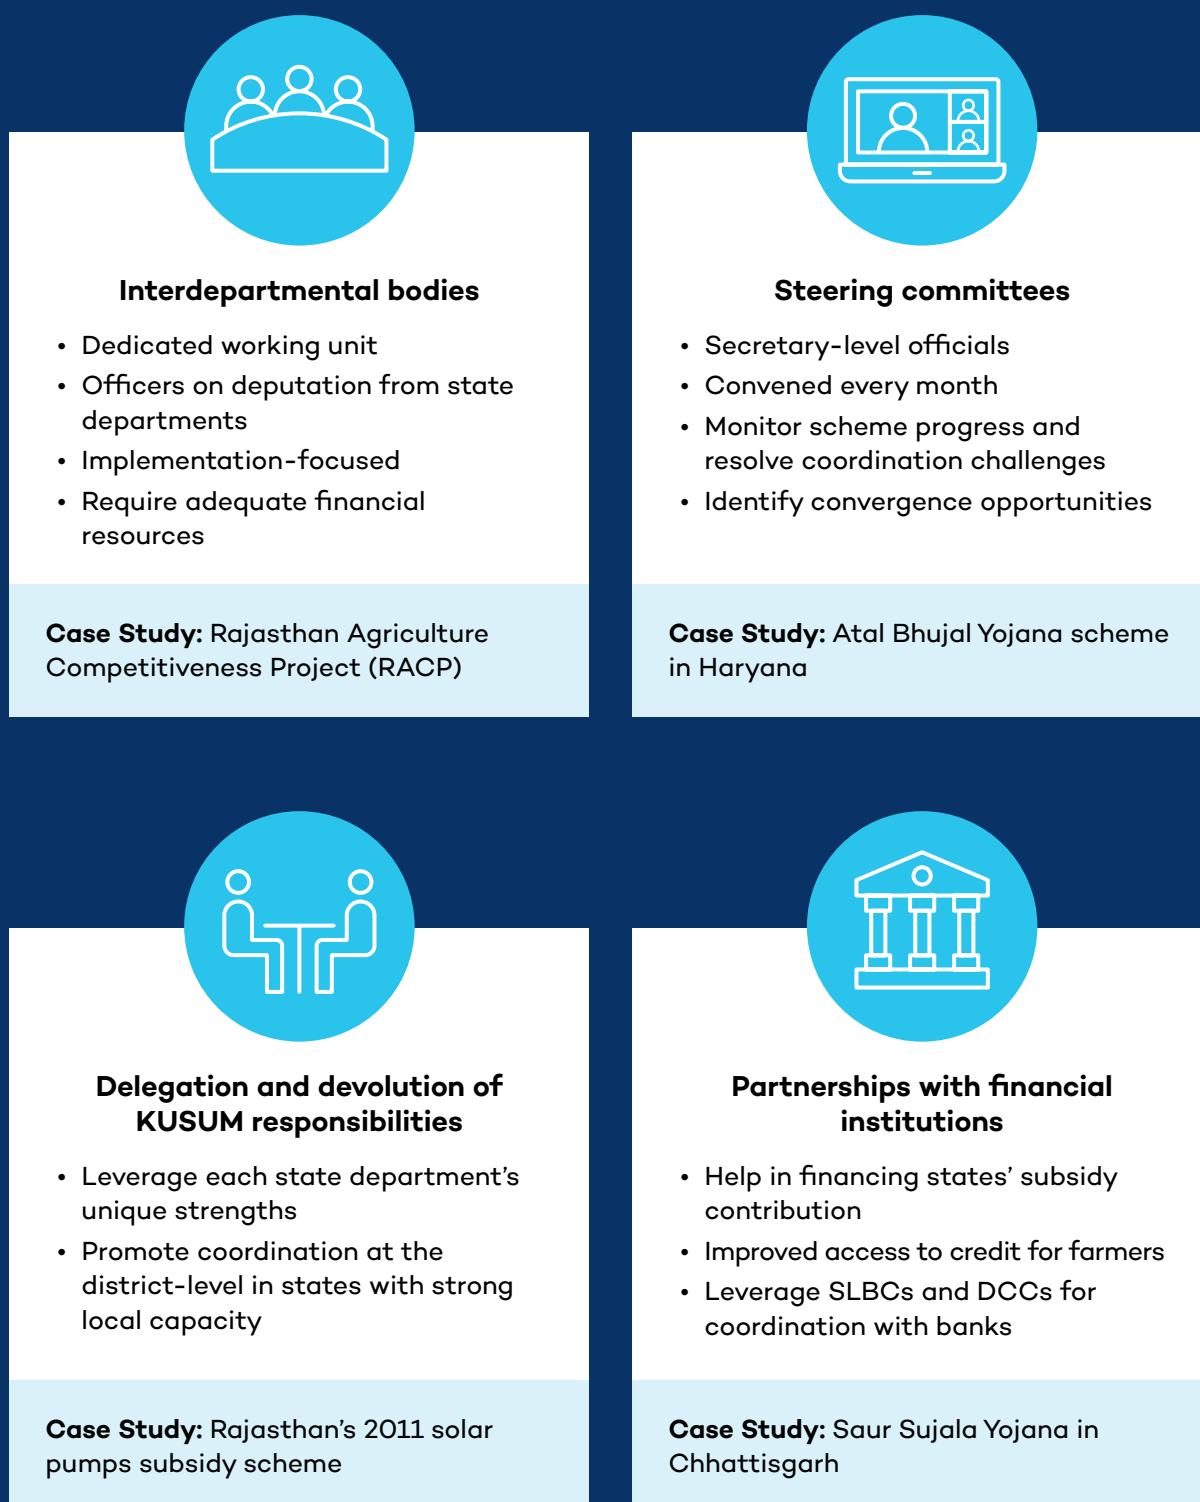 Interdepartmental bodies
• Dedicated working unit
• Officers on deputation from state
departments
• Implementation-focused
• Require adequate financial
resources
Case Study: Rajasthan Agriculture
Competitiveness Project (RACP)
Steering committees
• Secretary-level officials
• Convened every month
• Monitor scheme progress and
resolve coordination challenges
• Identify convergence opportunities
Case Study: Atal Bhujal Yojana scheme
in Haryana
Delegation and devolution of
KUSUM responsibilities
• Leverage each state department’s
unique strengths
• Promote coordination at the
district-level in states with strong
local capacity
Case Study: Rajasthan’s 2011 solar
pumps subsidy scheme
Partnerships with financial
institutions
• Help in financing states’ subsidy
contribution
• Improved access to credit for farmers
• Leverage SLBCs and DCCs for
coordination with banks
Case Study: Saur Sujala Yojana in
Chhattisgarh